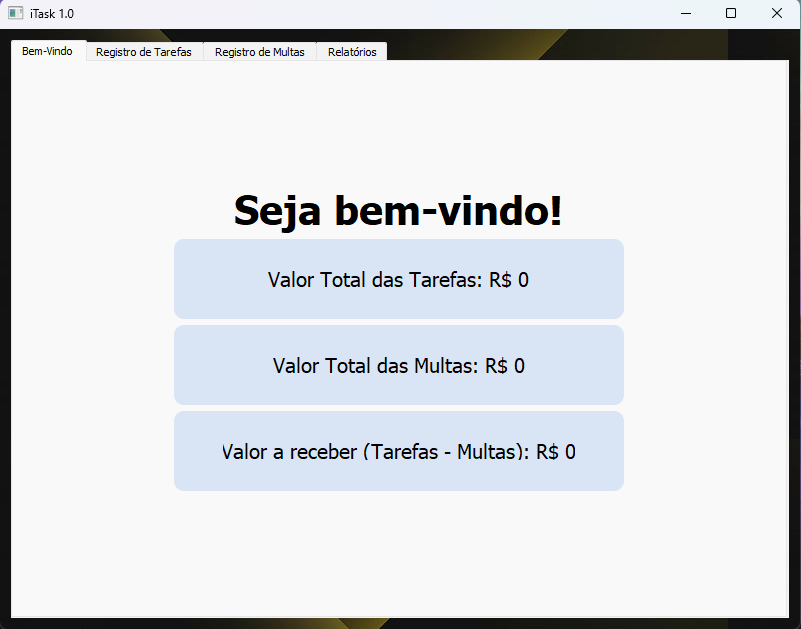 iTask 1.0
Bem-Vindo
Registro de Tarefas
Registro de Multas
Relatórios
Seja bem-vindo!
Valor Total das Tarefas: R$ 0
Valor Total das Multas: R$ 0
Valor a receber (Tarefas - Multas): R$ 0